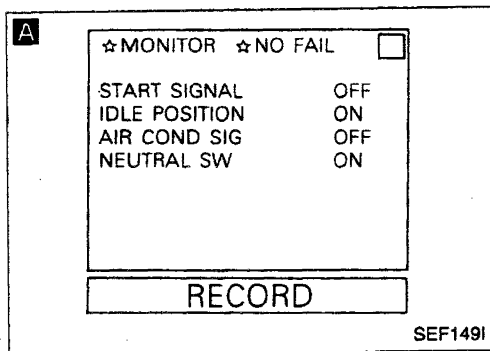 A
☆MONITOR ☆NO FAIL
START SIGNAL OFF
IDLE POSITION ON
AIR COND SIG OFF
NEUTRAL SW ON
RECORD
SEF149I